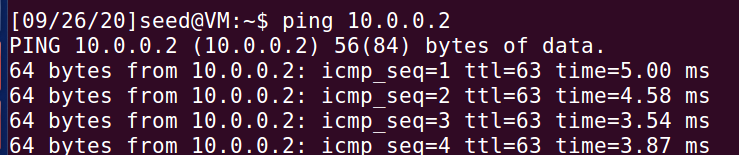 [09/26/20]seed@VM:~$ ping 10.0.0.2
PING 10.0.0.2 (10.0.0.2) 56(84) bytes of data.
64 bytes from 10.0.0.2: icmp_seq=1 ttl=63 time=5.00 ms
64 bytes from 10.0.0.2: icmp_seq=2 ttl=63 time=4.58 ms
64 bytes from 10.0.0.2: icmp_seq=3 ttl=63 time=3.54 ms
64 bytes from 10.0.0.2: icmp_seq=4 ttl=63 time=3.87 ms